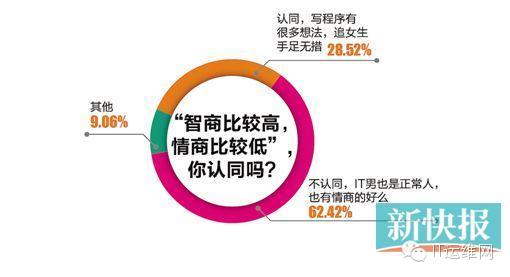 认同，写程序有
很多想法，追女生
手足无措 28.52%
其他
9.06%
“智商比较高，
情商比较低”，
你认同吗？
不认同，IT男也是正常人，
也有情商的好么
62.42%
新快报
IT运维网